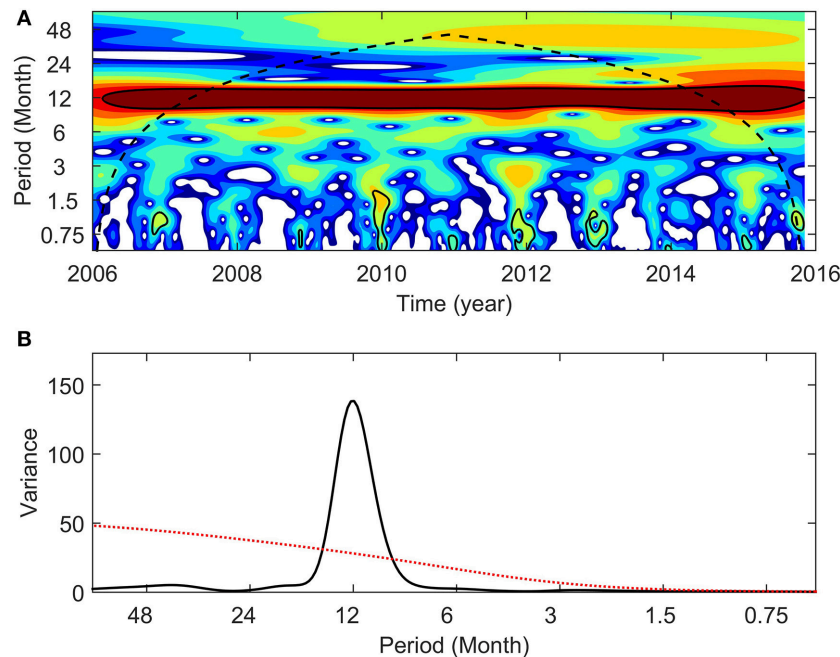 A
48
24
12
6
3
1.5
0.75
Period (Month)
2006 2008 2010 2012 2014 2016
Time (year)
B
150
100
50
0
Variance
48 24 12 6 3 1.5 0.75
Period (Month)